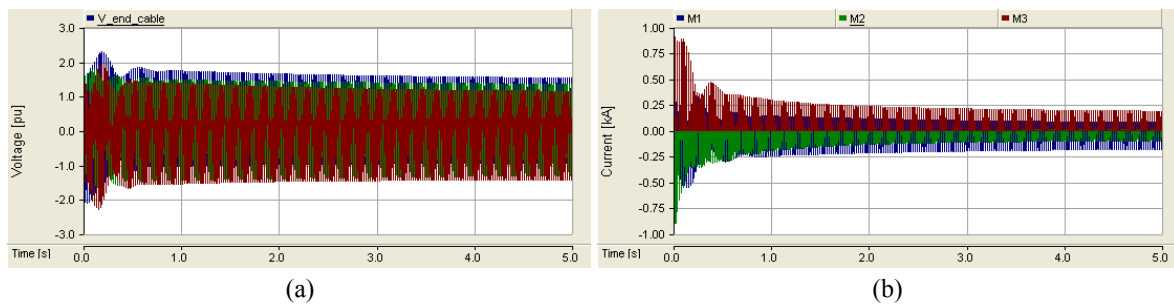 V_end_cable
3.0
2.0
1.0
0.0
-1.0
-2.0
-3.0
Voltage [pu]
Time [s]
0.0 1.0 2.0 3.0 4.0 5.0
(a)
M1 M2 M3
1.00
0.75
0.50
0.25
0.00
-0.25
-0.50
-0.75
-1.00
Current [kA]
Time [s]
0.0 1.0 2.0 3.0 4.0 5.0
(b)